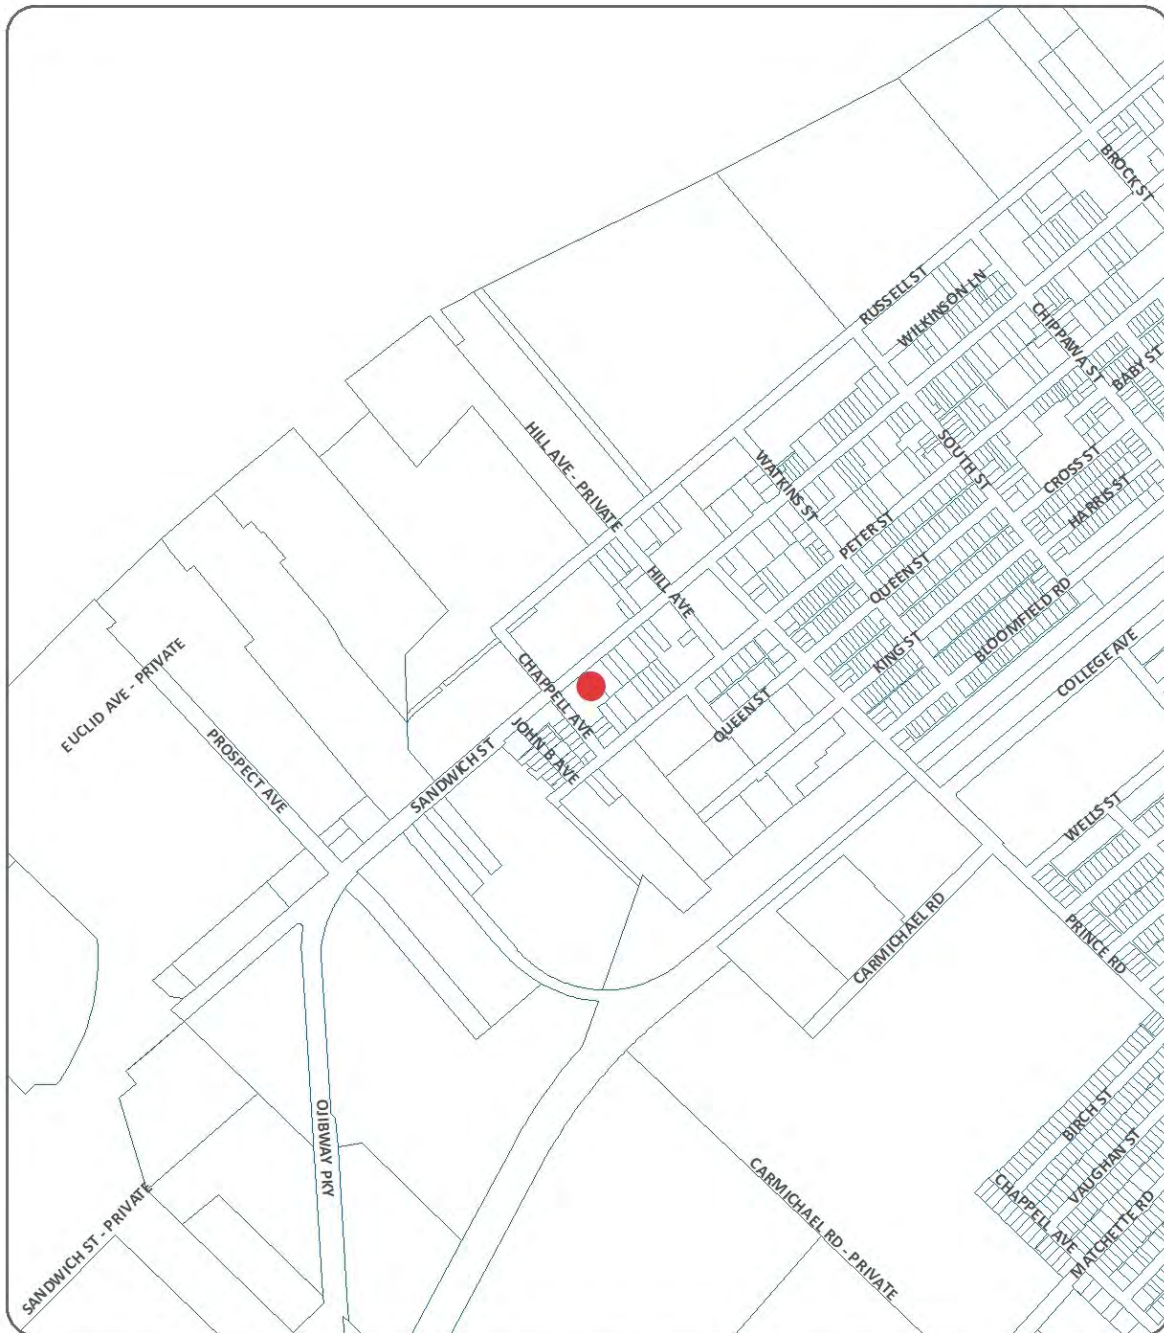 BROCK ST
RUSSELL ST
WILKINSON LN
CHIPPAWA ST
BABY ST
HILL AVE - PRIVATE
WATKINS ST
SOUTH ST
CROSS ST
HARRIS ST
PETER ST
QUEEN ST
HILL AVE
BLOOMFIELD RD
KING ST
COLLEGE AVE
EUCLID AVE - PRIVATE
CHAPPELL AVE
QUEEN ST
JOHN B AVE
PROSPECT AVE
SANDWICH ST
WELLS ST
CARMICHAEL RD
PRINCE RD
OJIBWAY PKY
BIRCH ST
VAUGHAN ST
CARMICHAEL RD - PRIVATE
CHAPPELL AVE
MATCHETTE RD
SANDWICH ST - PRIVATE